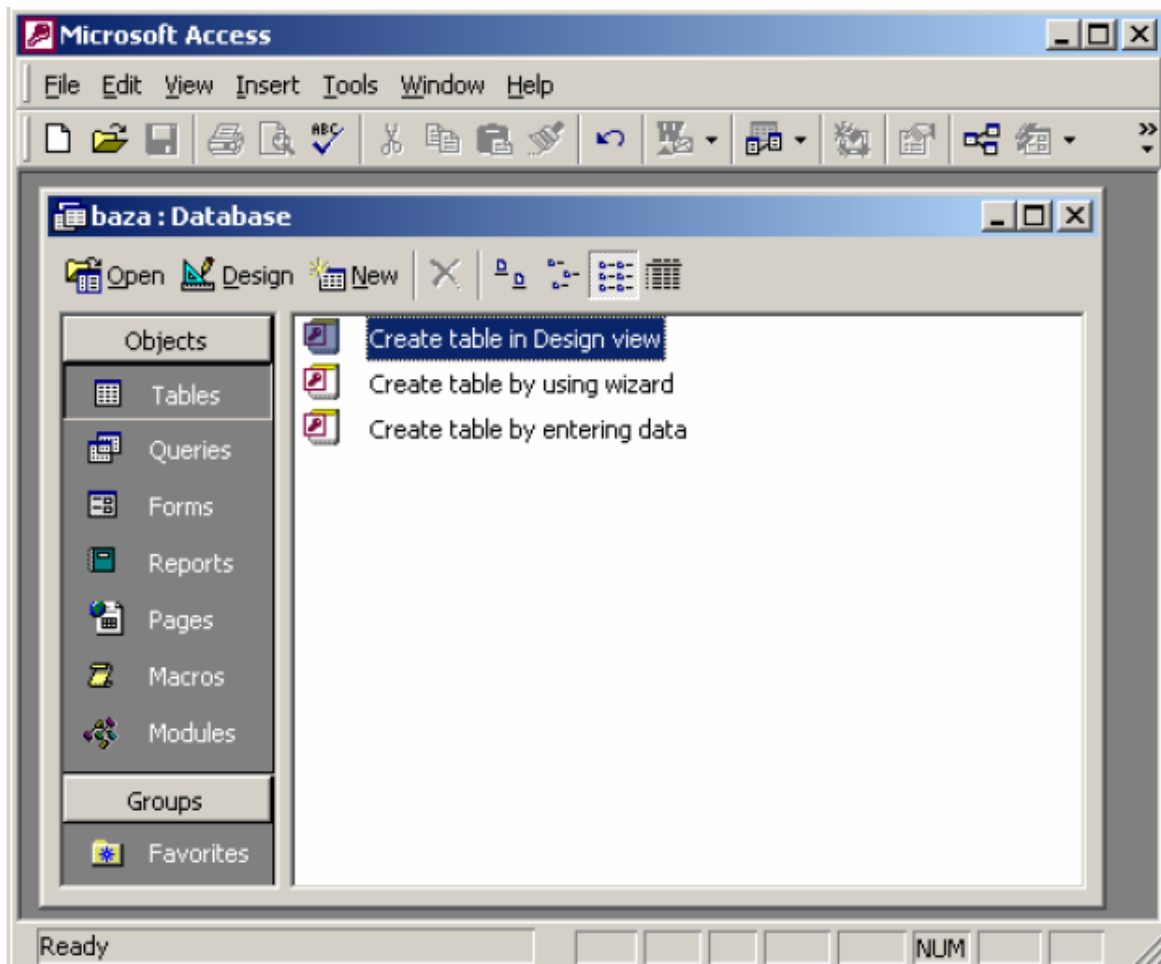 Microsoft Access
File Edit View Insert Tools Window Help
ABC
baza : Database
Open Design New
Objects
Tables
Queries
Forms
Reports
Pages
Macros
Modules
Groups
Favorites
Create table in Design view
Create table by using wizard
Create table by entering data
Ready
NUM